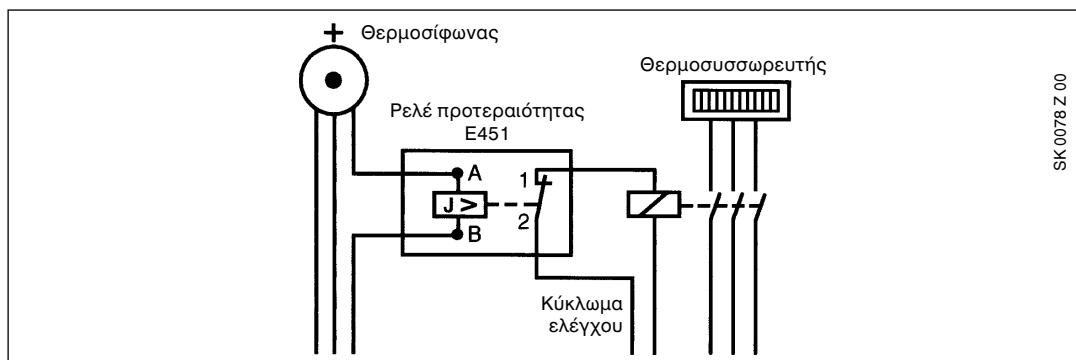 + Θερμοσίφωνας
Θερμοσυσσωρευτής
Ρελέ προτεραιότητας
E451
A
J >
B
1
2
Κύκλωμα
ελέγχου
SK 0078 Z 00